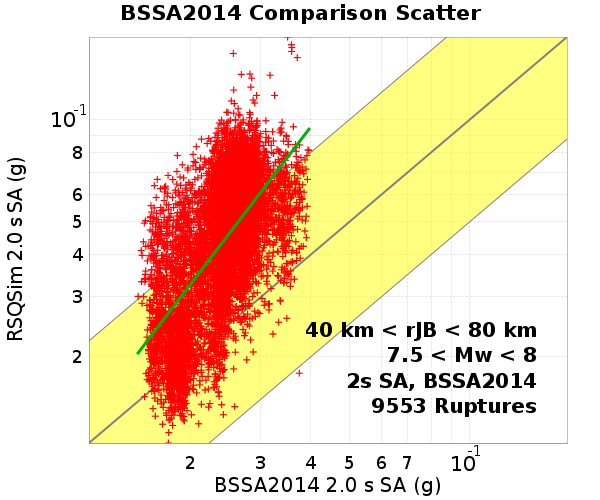 BSSA2014 Comparison Scatter
RSQSim 2.0 s SA (g)
10-1
8
6
5
4
3
2
40 km < rJB < 80 km
7.5 < Mw < 8
2s SA, BSSA2014
9553 Ruptures
2 3 4 5 6 7 10-1
BSSA2014 2.0 s SA (g)